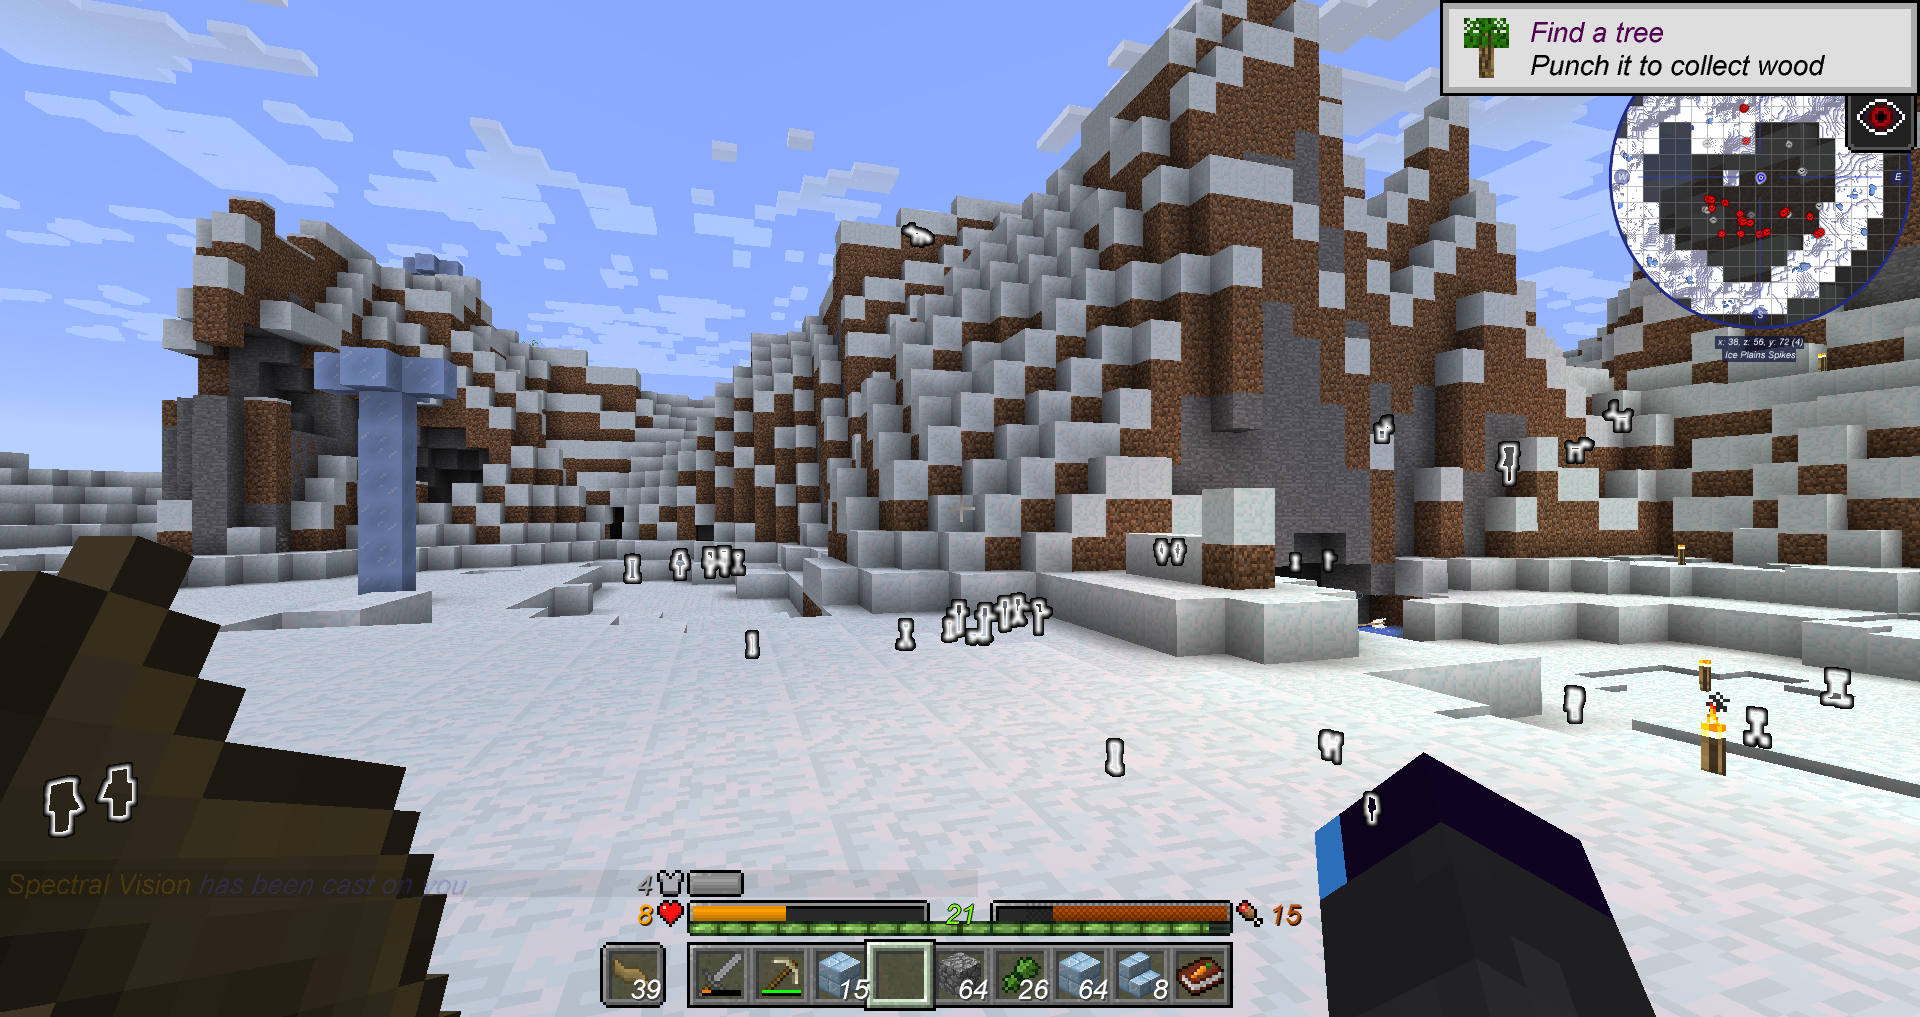 Find a tree
Punch it to collect wood
W
E
S
x: 38, z: 56, y: 72 (4)
Ice Plains Spikes
Spectral Vision has been cast on you
4
8
21
15
39
15
64
26
64
8